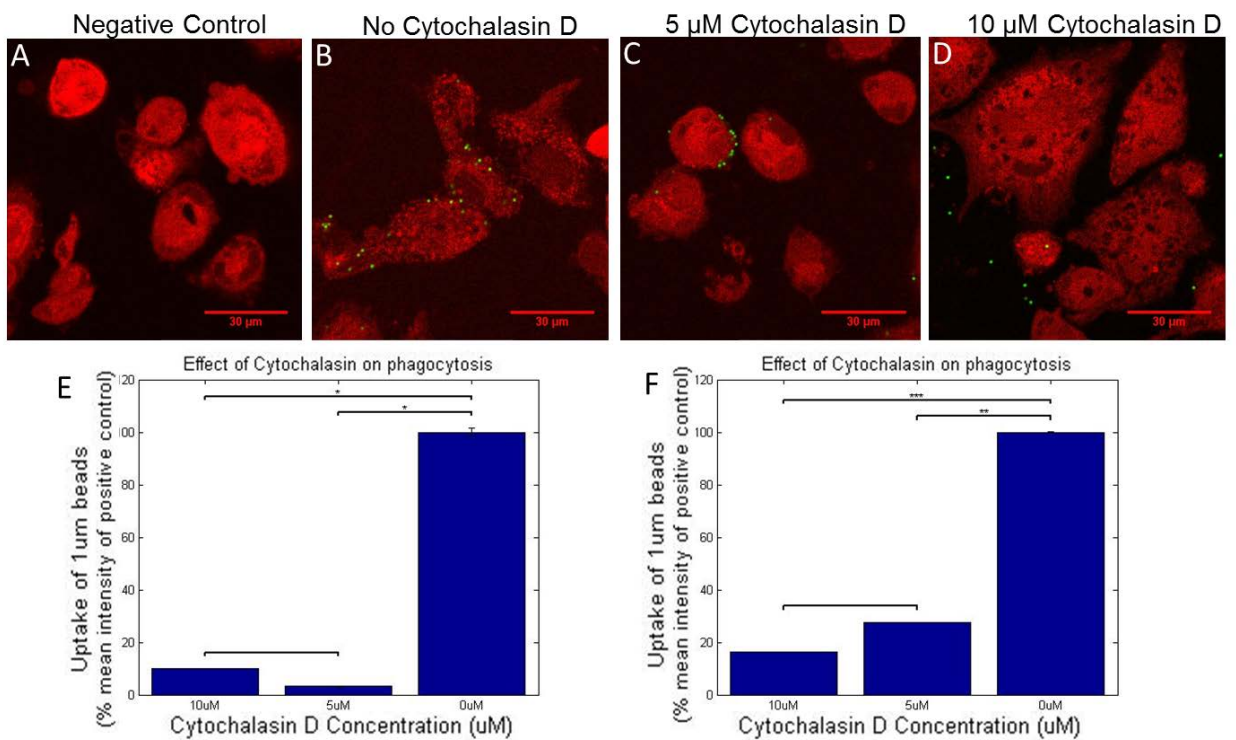 Negative Control
No Cytochalasin D
5 µM Cytochalasin D
10 µM Cytochalasin D
A
B
C
D
30 µm
30 µm
30 µm
30 µm
E
Effect of Cytochalasin on phagocytosis
Uptake of 1um beads
(% mean intensity of positive control)
120
100
80
60
40
20
0
*
*
10uM
5uM
0uM
Cytochalasin D Concentration (uM)
F
Effect of Cytochalasin on phagocytosis
Uptake of 1um beads
(% mean intensity of positive control)
120
100
80
60
40
20
0
***
**
10uM
5uM
0uM
Cytochalasin D Concentration (uM)